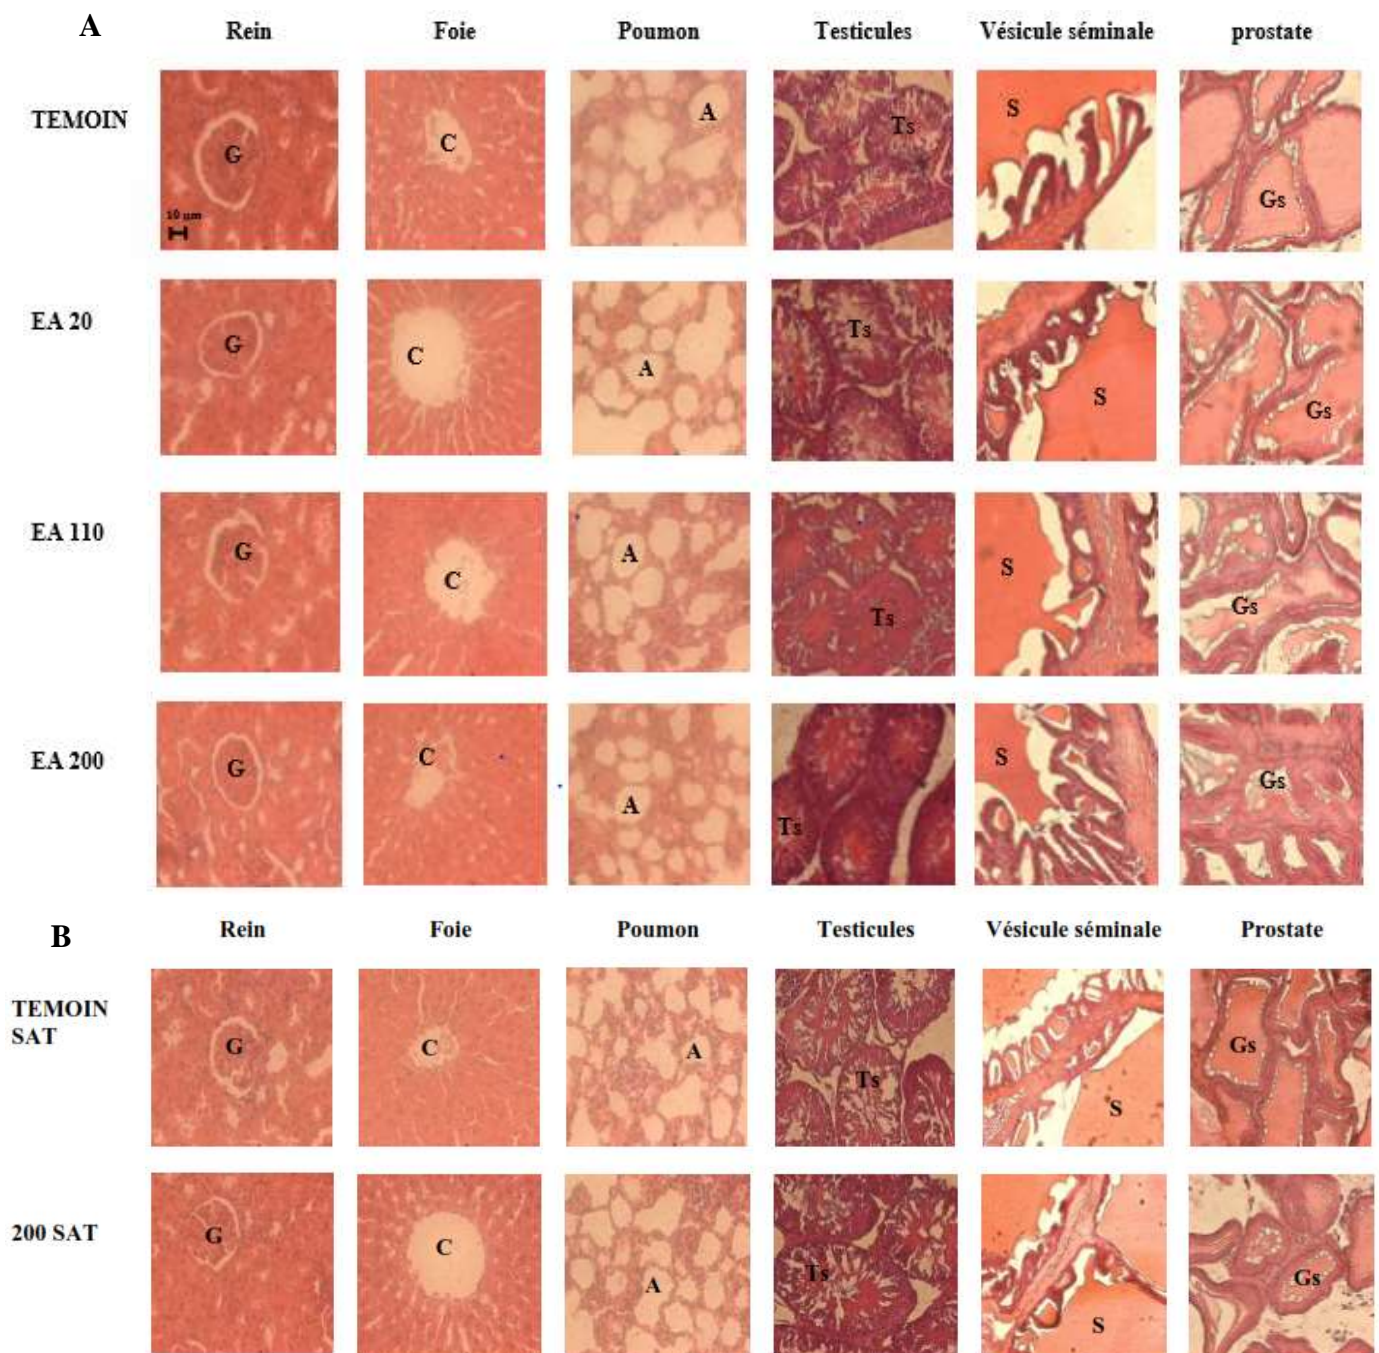 A
Rein Foie Poumon Testicules Vésicule séminale prostate
TEMOIN
G C A Ts S Gs
10 µm
EA 20
G C A Ts S Gs
EA 110
G C A Ts S Gs
EA 200
G C A Ts S Gs
B
Rein Foie Poumon Testicules Vésicule séminale Prostate
TEMOIN
SAT
G C A Ts S Gs
200 SAT
G C A Ts S Gs